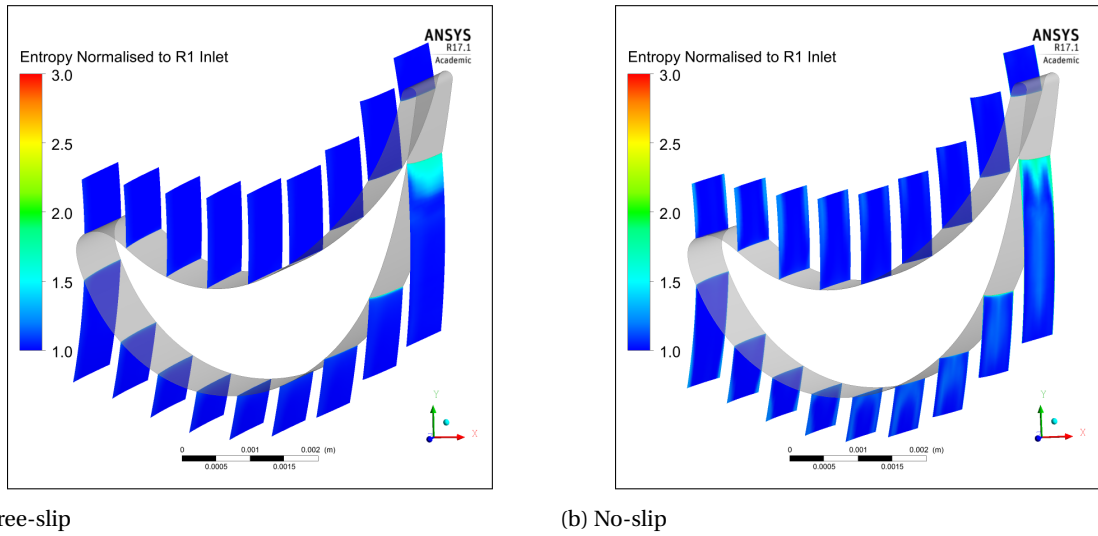 ANSYS
R17.1
Academic
Entropy Normalised to R1 Inlet
3.0
2.5
2.0
1.5
1.0
Y
X
0 0.001 0.002 (m)
0.0005 0.0015
ree-slip
ANSYS
R17.1
Academic
Entropy Normalised to R1 Inlet
3.0
2.5
2.0
1.5
1.0
Y
X
0 0.001 0.002 (m)
0.0005 0.0015
(b) No-slip